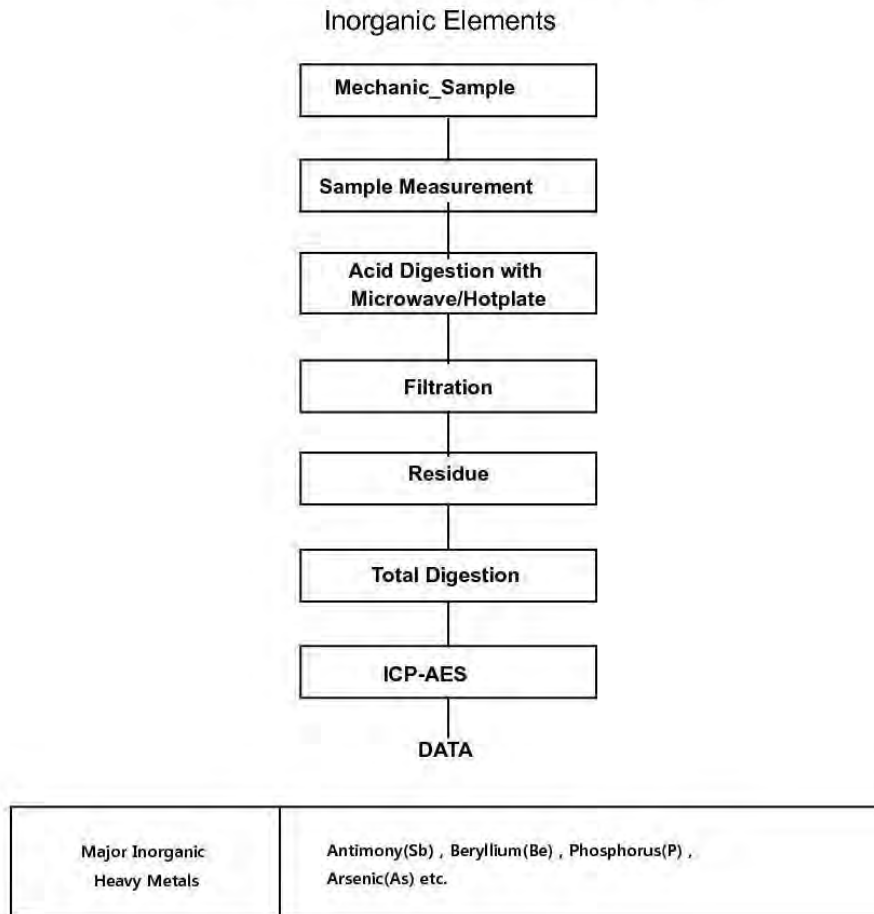 Inorganic Elements
Mechanic_Sample
Sample Measurement
Acid Digestion with
Microwave/Hotplate
Filtration
Residue
Total Digestion
ICP-AES
DATA
Major Inorganic
Heavy Metals
Antimony(Sb) , Beryllium(Be) , Phosphorus(P) ,
Arsenic(As) etc.